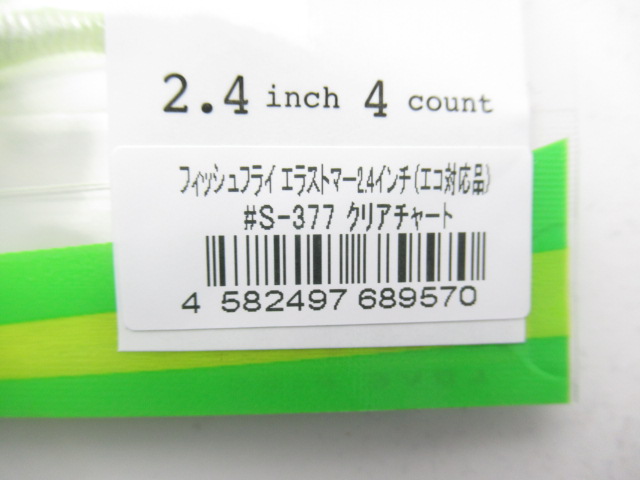 2.4 inch 4 count
フィッシュフライ エラストマー2.4インチ(エコ対応品)
#S-377 クリアチャート
4 582497 689570